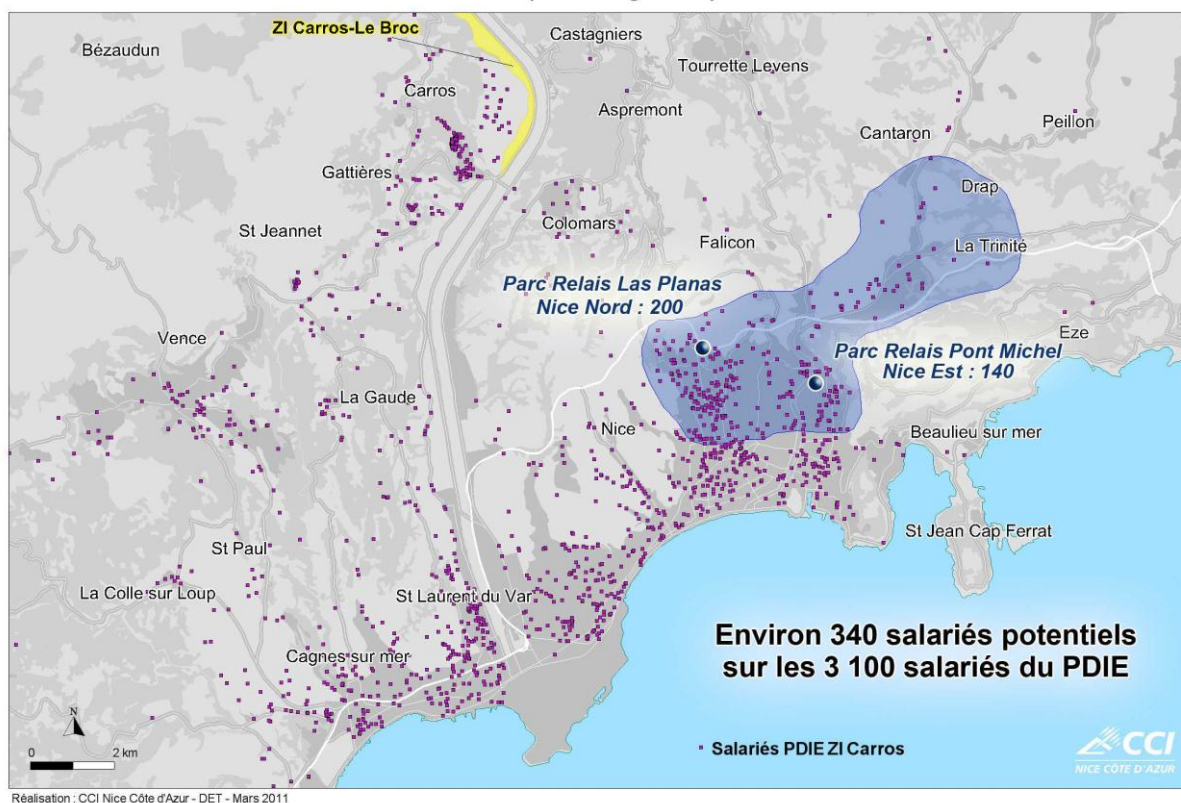 ZI Carros-Le Broc
Castagniers
Bézaudun
Tourrette Levens
Carros
Aspremont
Peillon
Cantaron
Gattières
Drap
Colomars
St Jeannet
Falicon
La Trinité
Parc Relais Las Planas
Nice Nord : 200
Vence
Eze
Parc Relais Pont Michel
Nice Est : 140
La Gaude
Nice
Beaulieu sur mer
St Paul
St Jean Cap Ferrat
La Colle sur Loup
St Laurent du Var
Environ 340 salariés potentiels
sur les 3 100 salariés du PDIE
Cagnes sur mer
N
0 2 km
Salariés PDIE ZI Carros
CCI
NICE CÔTE D'AZUR
Réalisation : CCI Nice Côte d'Azur - DET - Mars 2011